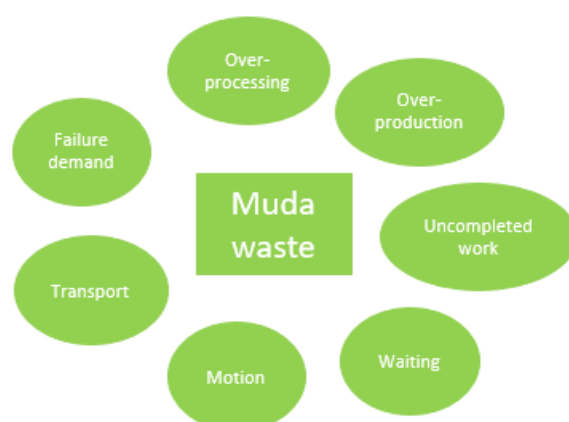 Over-
processing
Over-
production
Failure
demand
Muda
waste
Uncompleted
work
Transport
Waiting
Motion